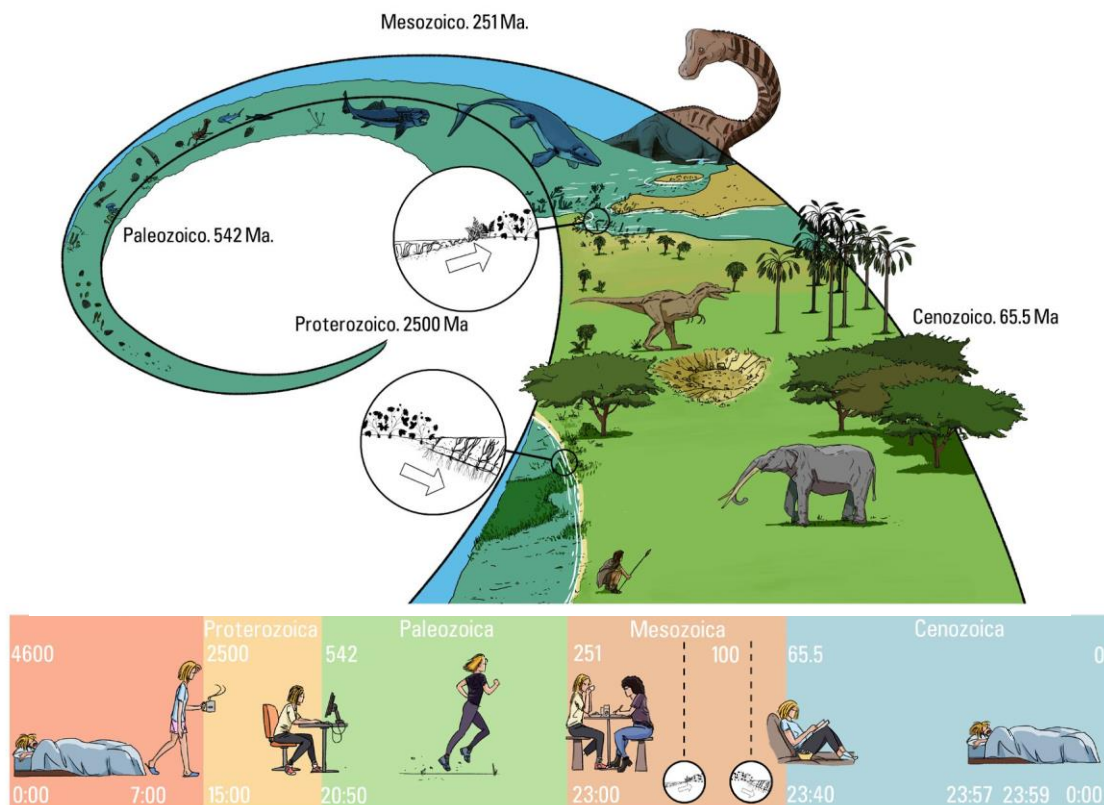 Mesozoico. 251 Ma.
Paleozoico. 542 Ma.
Proterozoico. 2500 Ma
Cenozoico. 65.5 Ma
Proterozoica Paleozoica Mesozoica Cenozoica
4600 2500 542 251 100 65.5 0
0:00 7:00 15:00 20:50 23:00 23:40 23:57 23:59 0:00